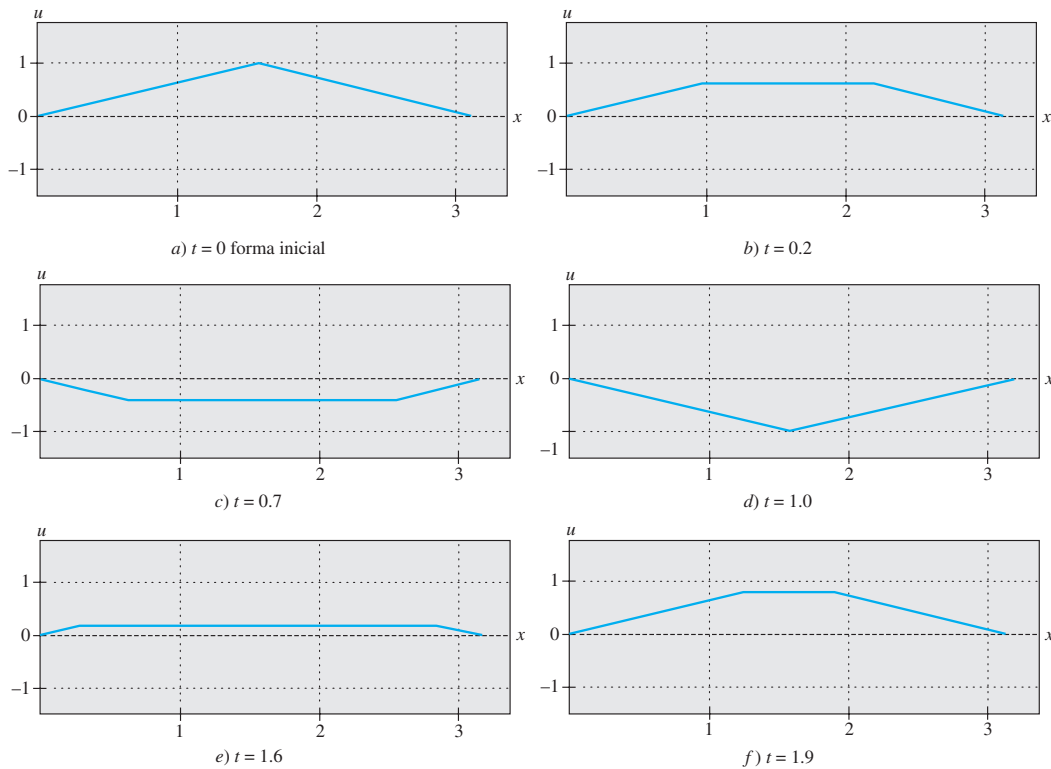 u
1
0
–1
x
1 2 3
a) t = 0 forma inicial
u
1
0
–1
x
1 2 3
b) t = 0.2
u
1
0
–1
x
1 2 3
c) t = 0.7
u
1
0
–1
x
1 2 3
d) t = 1.0
u
1
0
–1
x
1 2 3
e) t = 1.6
u
1
0
–1
x
1 2 3
f) t = 1.9